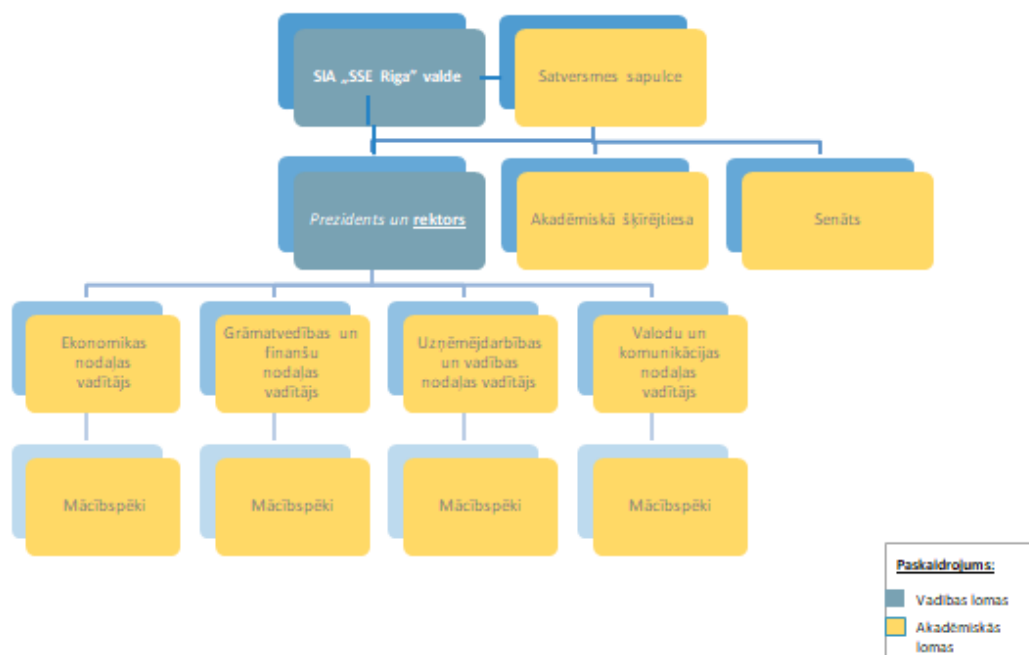 SIA „SSE Riga” valde
Satversmes sapulce
Prezidents un rektors
Akadēmiskā šķīrējtiesa
Senāts
Ekonomikas
nodaļas
vadītājs
Grāmatvedības un
finanšu
nodaļas
vadītājs
Uzņēmējdarbības
un vadības
nodaļas vadītājs
Valodu un
komunikācijas
nodaļas
vadītājs
Mācībspēki
Mācībspēki
Mācībspēki
Mācībspēki
Paskaidrojums:
Vadības lomas
Akadēmiskās
lomas